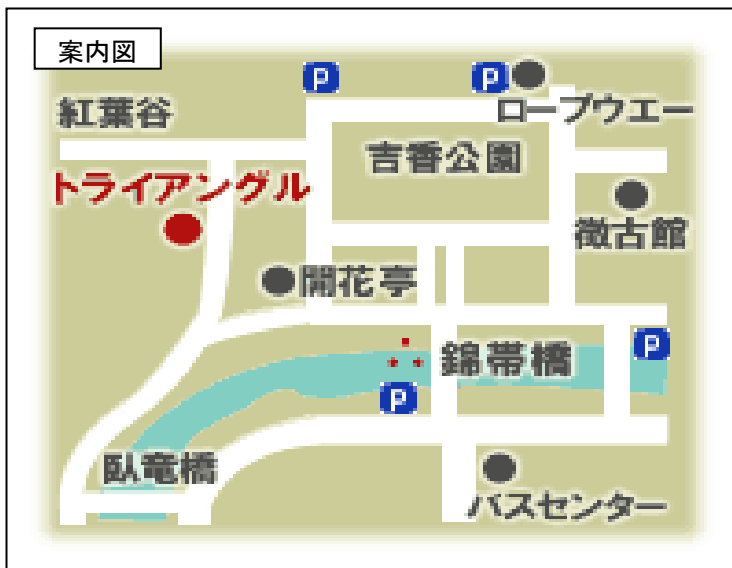 案内図
P
P
紅葉谷
ロープウエー
吉香公園
トライアングル
徴古館
開花亭
P
錦帯橋
P
臥竜橋
バスセンター